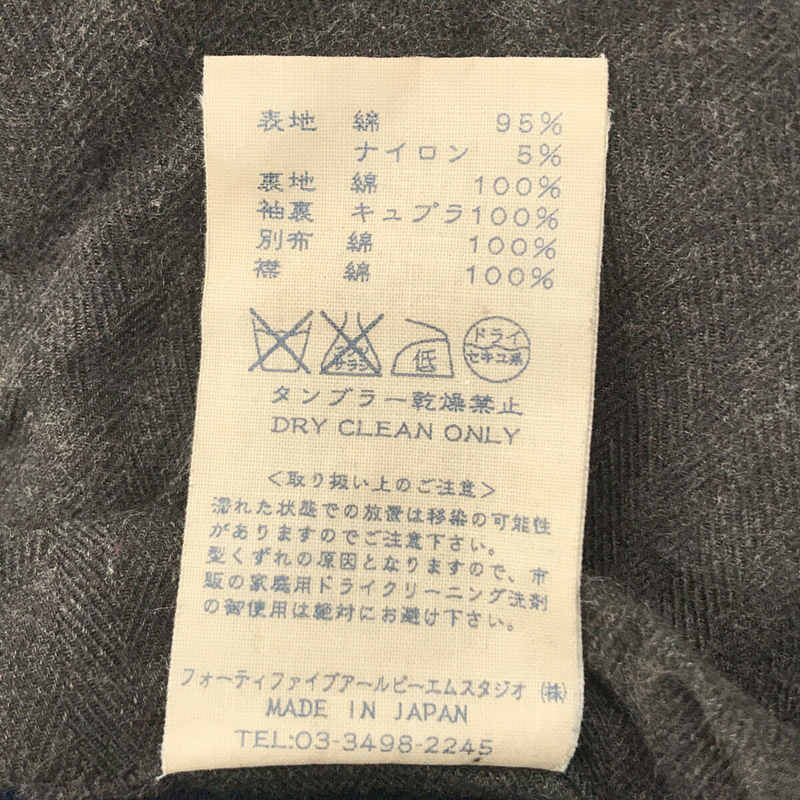 表地 綿 95%
ナイロン 5%
裏地 綿 100%
袖裏 キュプラ 100%
別布 綿 100%
襟 綿 100%
エンソ サラシ 低 ドライ セキユ系
タンブラー乾燥禁止
DRY CLEAN ONLY
<取り扱い上のご注意>
濡れた状態での放置は移染の可能性
がありますのでご注意下さい。
型くずれの原因となりますので、市
販の家庭用ドライクリーニング洗剤
の御使用は絶対にお避け下さい。
フォーティファイブアールピーエムスタジオ(株)
MADE IN JAPAN
TEL:03-3498-2245